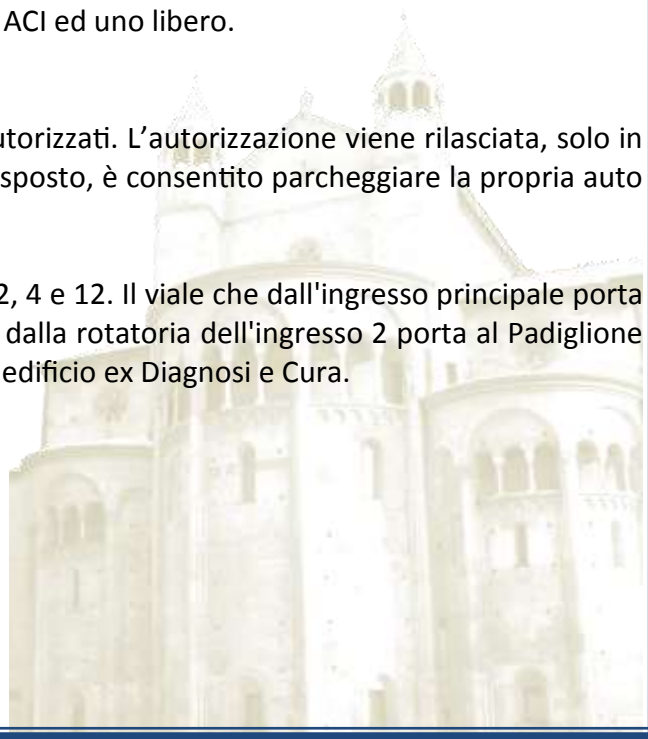 ACI ed uno libero.
utorizzati. L’autorizzazione viene rilasciata, solo in
sposto, è consentito parcheggiare la propria auto
2, 4 e 12. Il viale che dall'ingresso principale porta
dalla rotatoria dell'ingresso 2 porta al Padiglione
edificio ex Diagnosi e Cura.